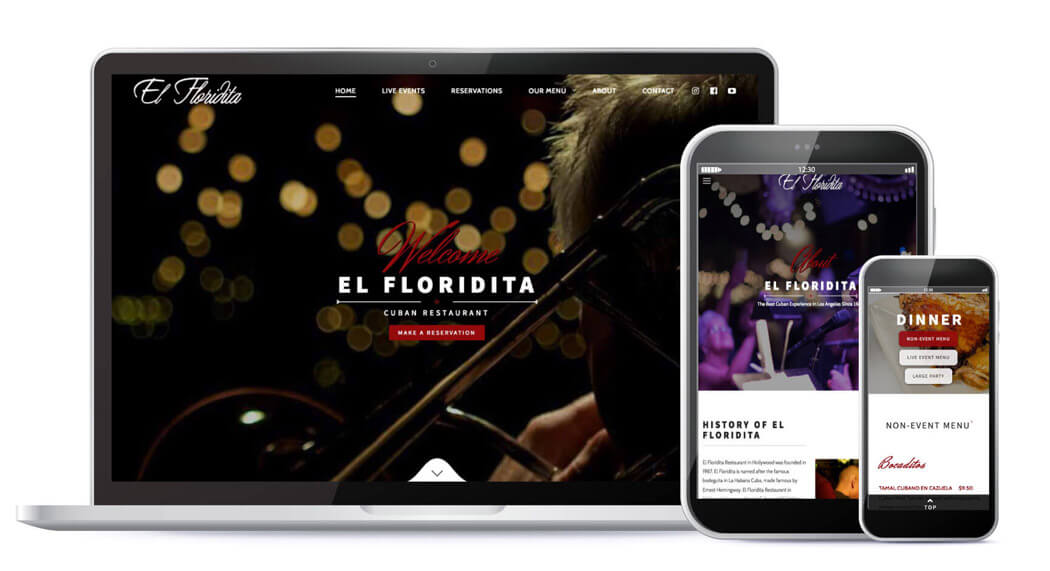 El Floridita
HOME LIVE EVENTS RESERVATIONS OUR MENU ABOUT CONTACT
Welcome
EL FLORIDITA
CUBAN RESTAURANT
MAKE A RESERVATION
12:30
El Floridita
About
EL FLORIDITA
The Best Cuban Experience in Los Angeles Since
HISTORY OF EL
FLORIDITA
El Floridita Restaurant in Hollywood was founded in
1987. El Floridita is named after the famous
bodeguita in La Habana Cuba, made famous by
Ernest Hemingway. El Floridita Restaurant in
DINNER
NON-EVENT MENU
LIVE EVENT MENU
LARGE PARTY
NON-EVENT MENU
Bocaditos
TAMAL CUBANO EN CAZUELA $9.50
TOP